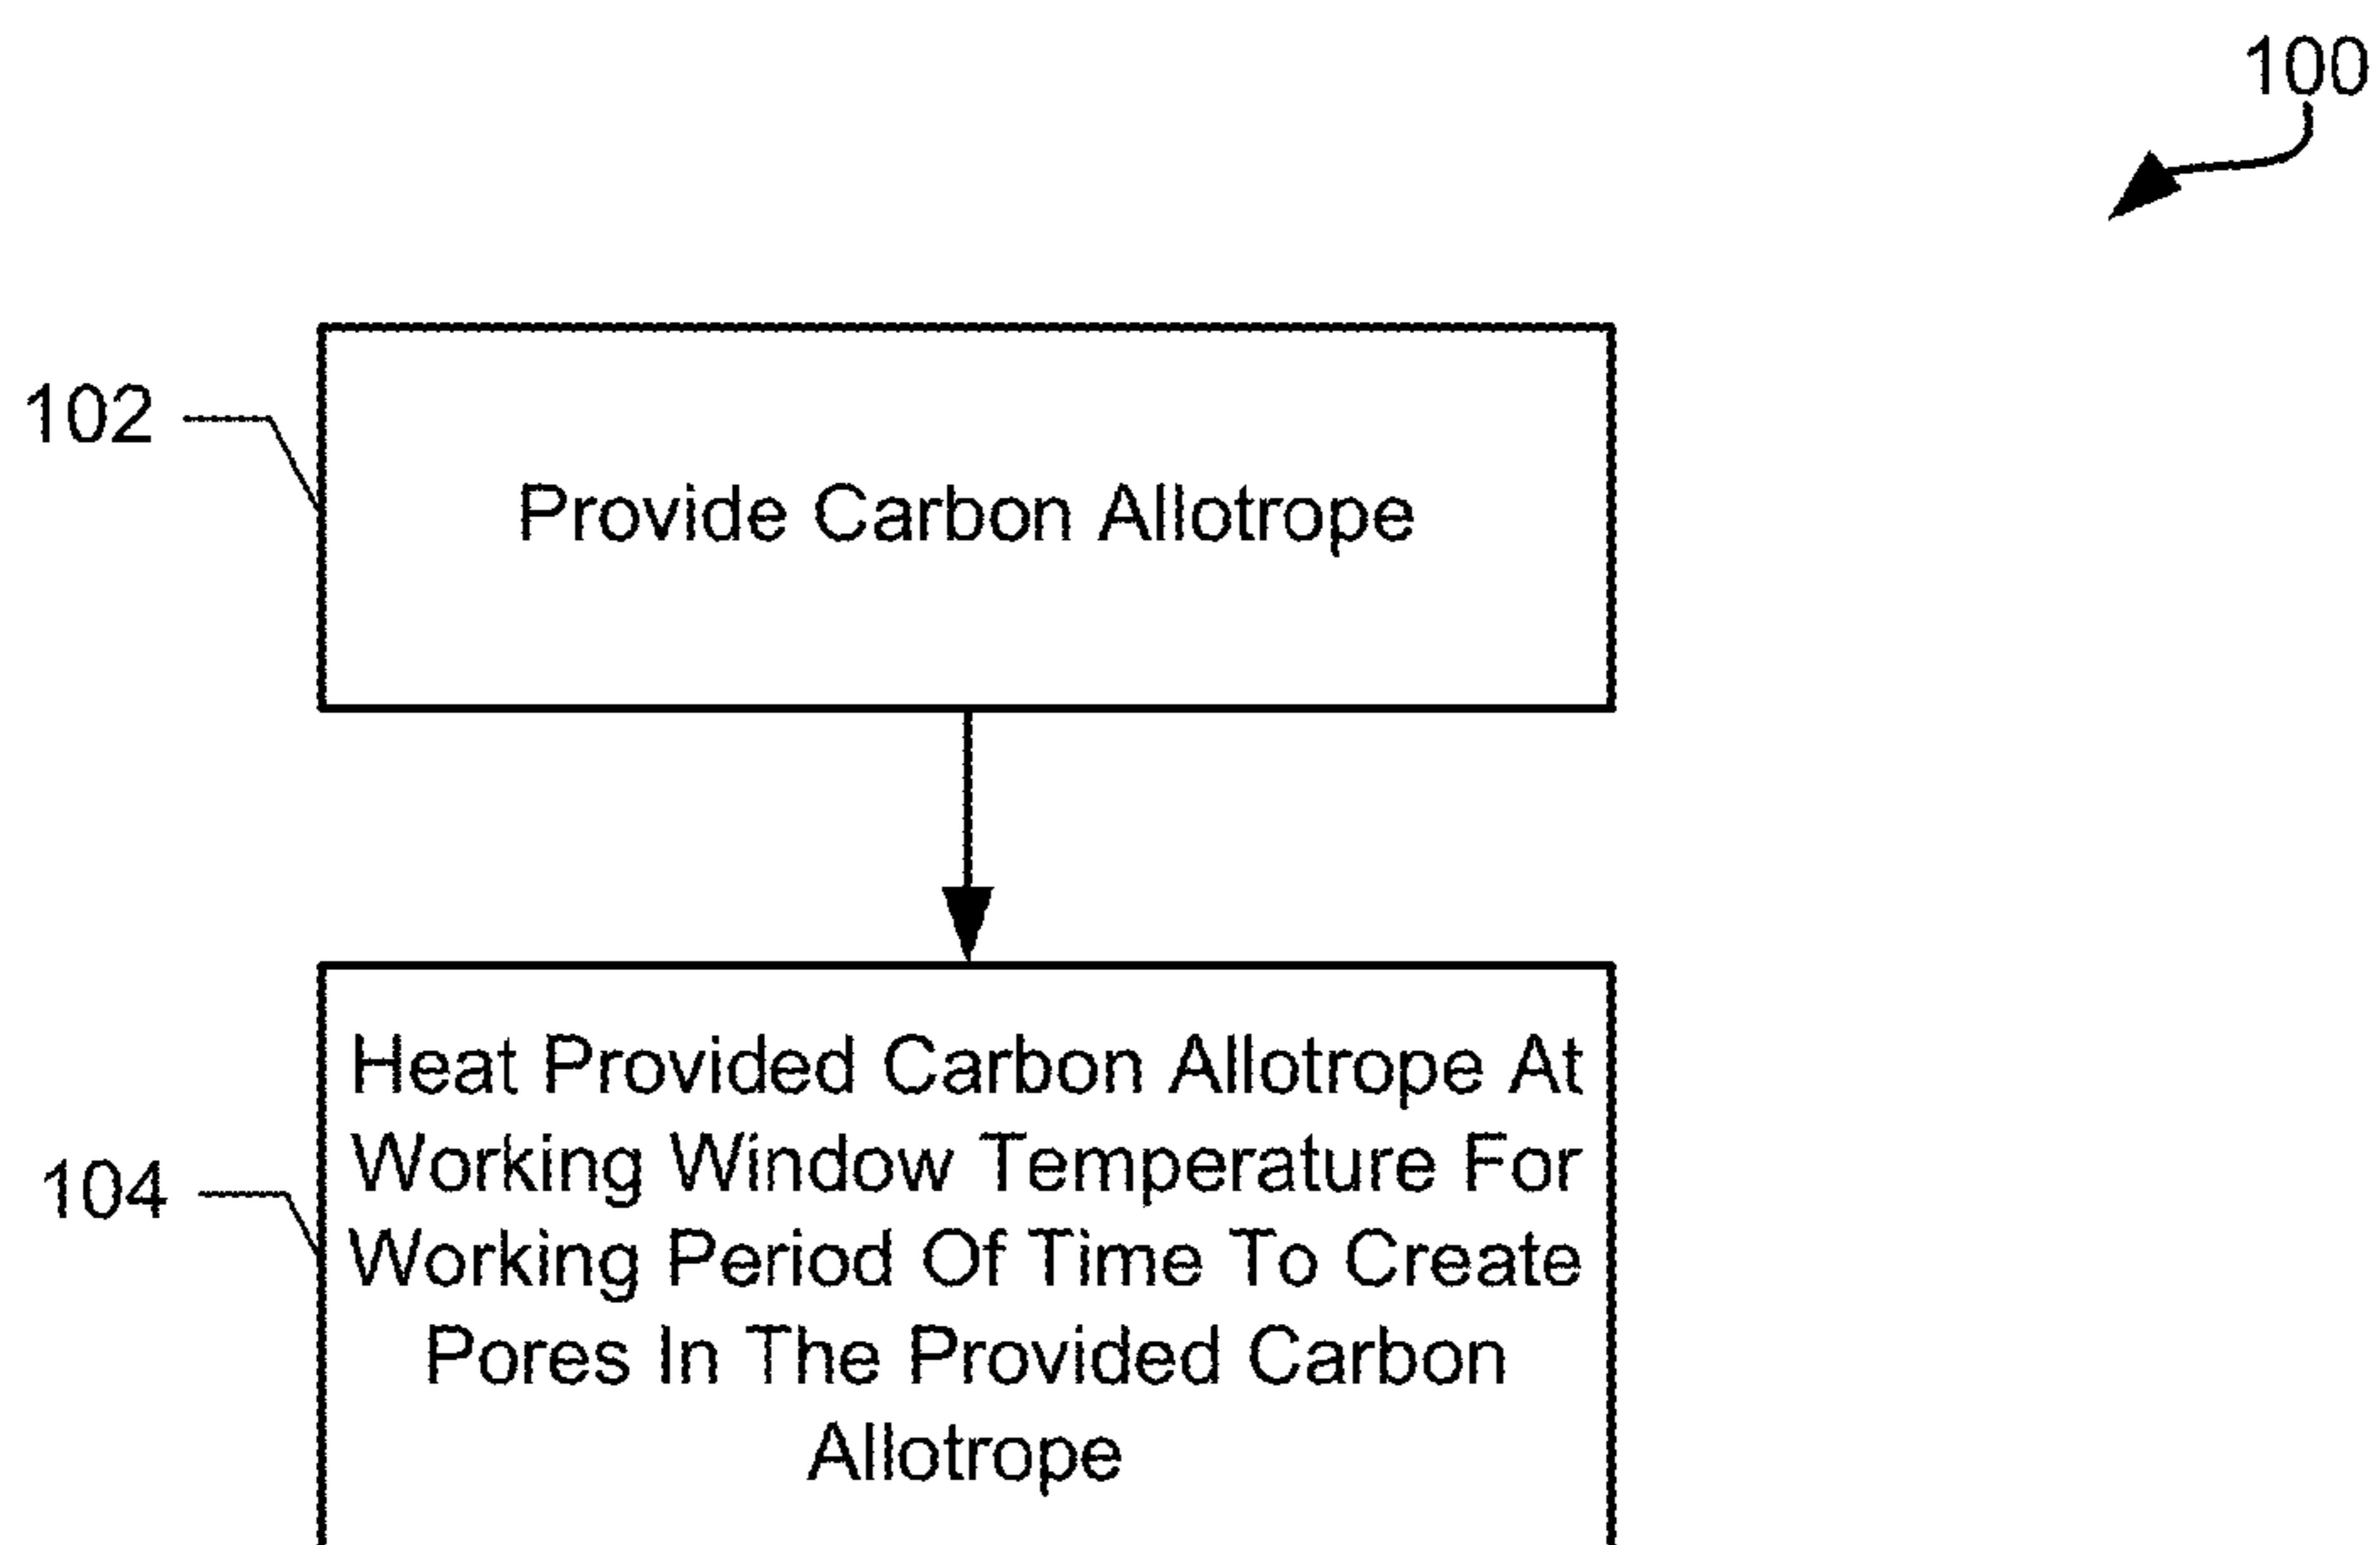 100
102
Provide Carbon Allotrope
104
Heat Provided Carbon Allotrope At
Working Window Temperature For
Working Period Of Time To Create
Pores In The Provided Carbon
Allotrope